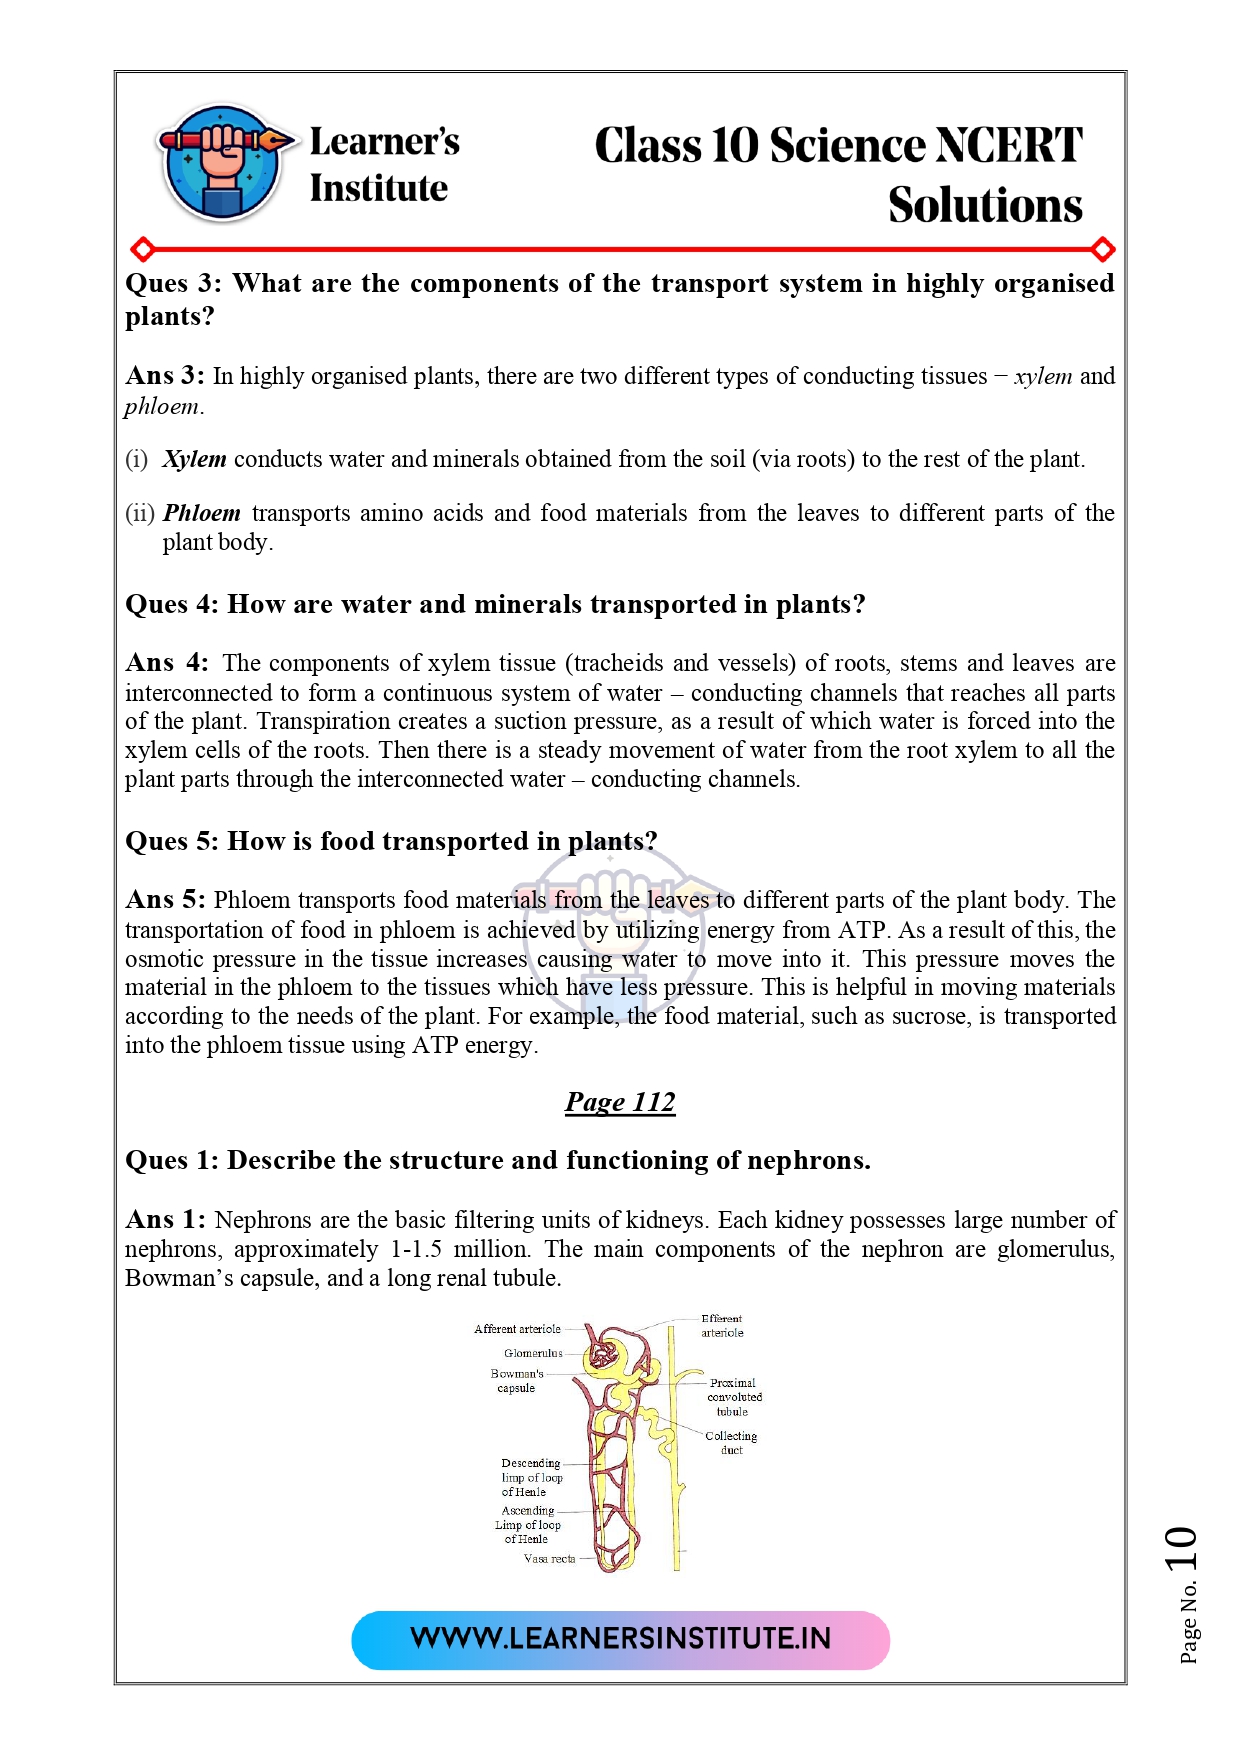 Learner's
Institute
Class 10 Science NCERT
Solutions
Ques 3: What are the components of the transport system in highly organised
plants?
Ans 3: In highly organised plants, there are two different types of conducting tissues − xylem and
phloem.
(i) Xylem conducts water and minerals obtained from the soil (via roots) to the rest of the plant.
(ii) Phloem transports amino acids and food materials from the leaves to different parts of the
plant body.
Ques 4: How are water and minerals transported in plants?
Ans 4: The components of xylem tissue (tracheids and vessels) of roots, stems and leaves are
interconnected to form a continuous system of water – conducting channels that reaches all parts
of the plant. Transpiration creates a suction pressure, as a result of which water is forced into the
xylem cells of the roots. Then there is a steady movement of water from the root xylem to all the
plant parts through the interconnected water – conducting channels.
Ques 5: How is food transported in plants?
Ans 5: Phloem transports food materials from the leaves to different parts of the plant body. The
transportation of food in phloem is achieved by utilizing energy from ATP. As a result of this, the
osmotic pressure in the tissue increases causing water to move into it. This pressure moves the
material in the phloem to the tissues which have less pressure. This is helpful in moving materials
according to the needs of the plant. For example, the food material, such as sucrose, is transported
into the phloem tissue using ATP energy.
Page 112
Ques 1: Describe the structure and functioning of nephrons.
Ans 1: Nephrons are the basic filtering units of kidneys. Each kidney possesses large number of
nephrons, approximately 1-1.5 million. The main components of the nephron are glomerulus,
Bowman's capsule, and a long renal tubule.
Afferent arteriole
Glomerulus
Bowman's
capsule
Descending
limp of loop
of Henle
Ascending
Limp of loop
of Henle
Vasa recta
Efferent
arteriole
Proximal
convoluted
tubule
Collecting
duct
WWW.LEARNERSINSTITUTE.IN
Page No. 10